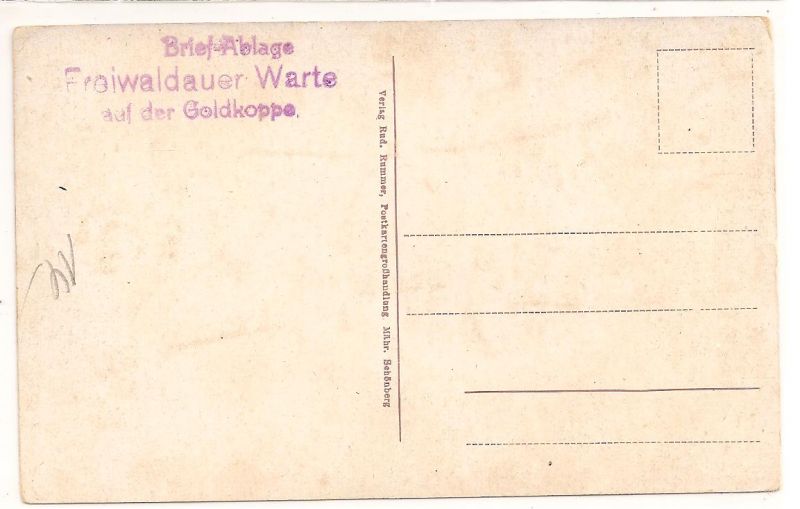 Brief-Ablage
Freiwaldauer Warte
auf der Goldkoppe.
Verlag Rud. Rummer, Postkartengroßhandlung Mähr. Schönberg